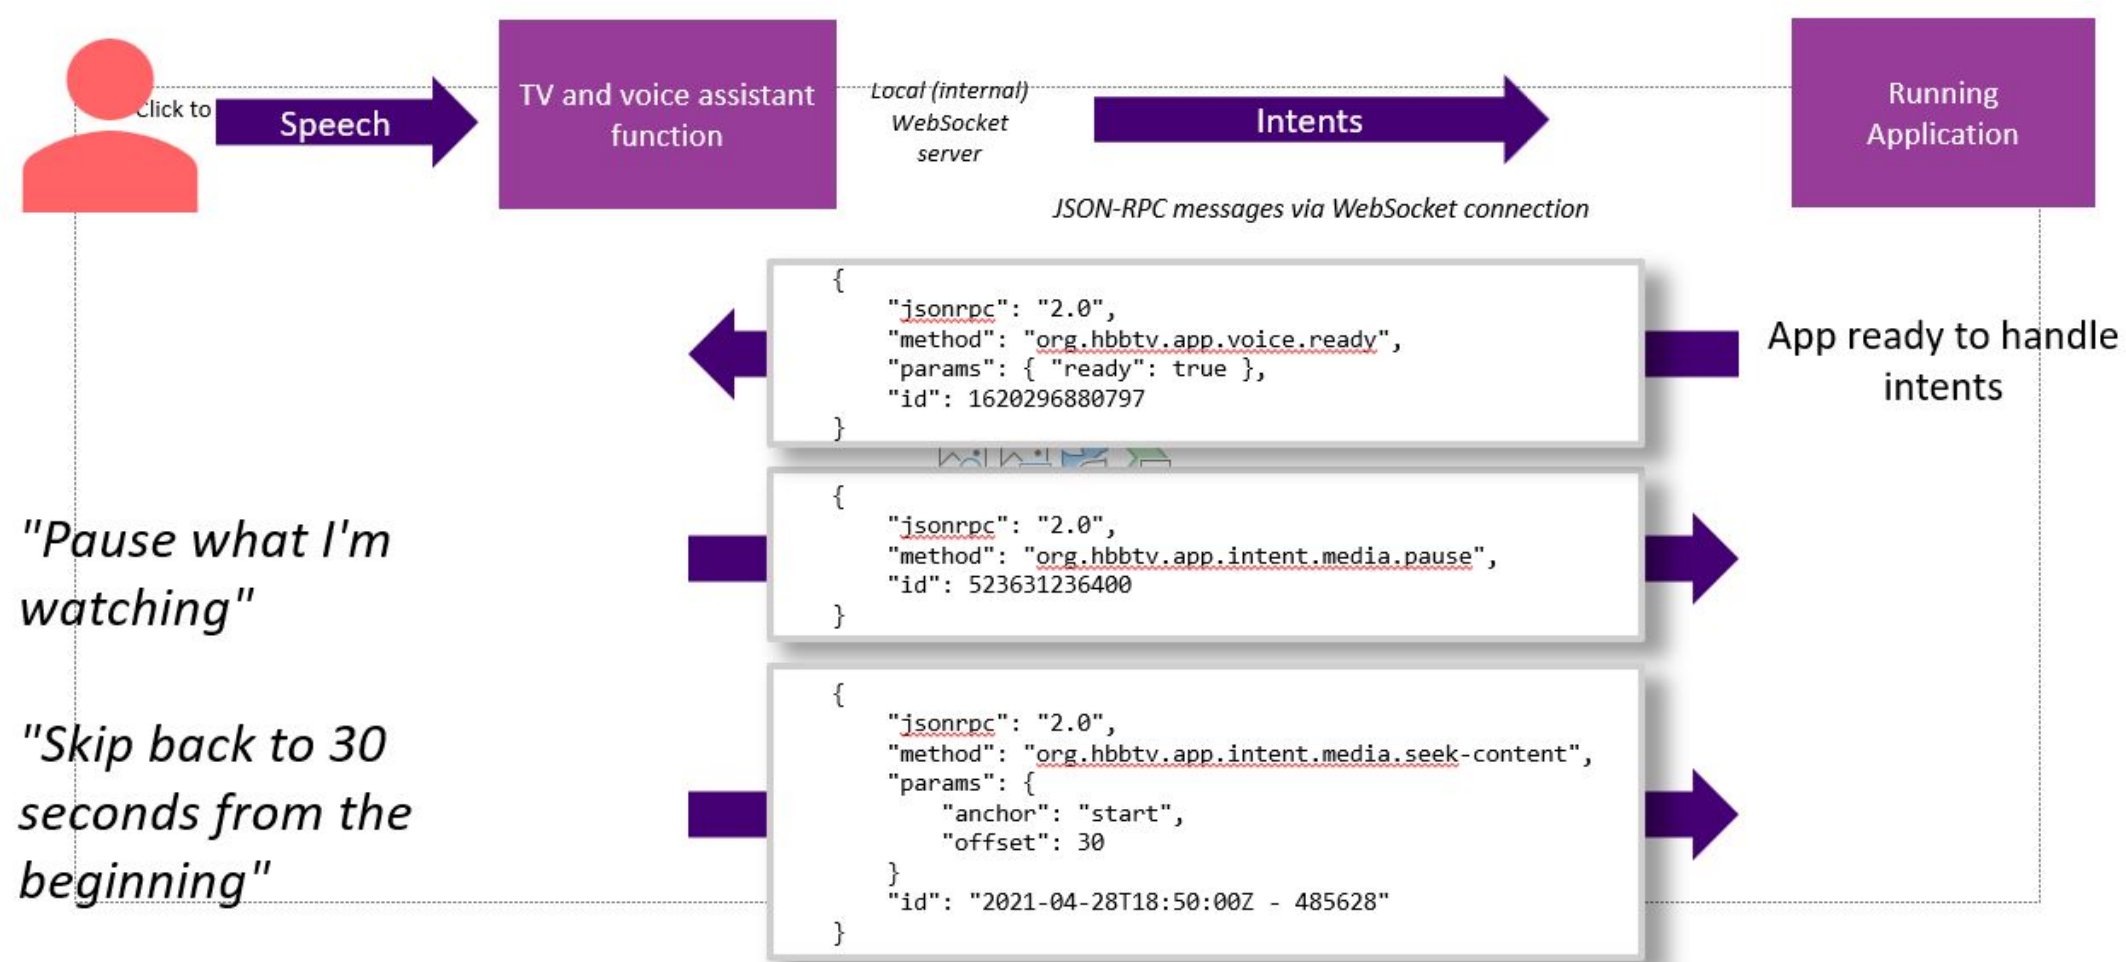 Click to
Speech
TV and voice assistant
function
Local (internal)
WebSocket
server
Intents
Running
Application
JSON-RPC messages via WebSocket connection
{
"jsonrpc": "2.0",
"method": "org.hbbtv.app.voice.ready",
"params": { "ready": true },
"id": 1620296880797
}
App ready to handle
intents
"Pause what I'm
watching"
{
"jsonrpc": "2.0",
"method": "org.hbbtv.app.intent.media.pause",
"id": 523631236400
}
"Skip back to 30
seconds from the
beginning"
{
"jsonrpc": "2.0",
"method": "org.hbbtv.app.intent.media.seek-content",
"params": {
"anchor": "start",
"offset": 30
}
"id": "2021-04-28T18:50:00Z - 485628"
}